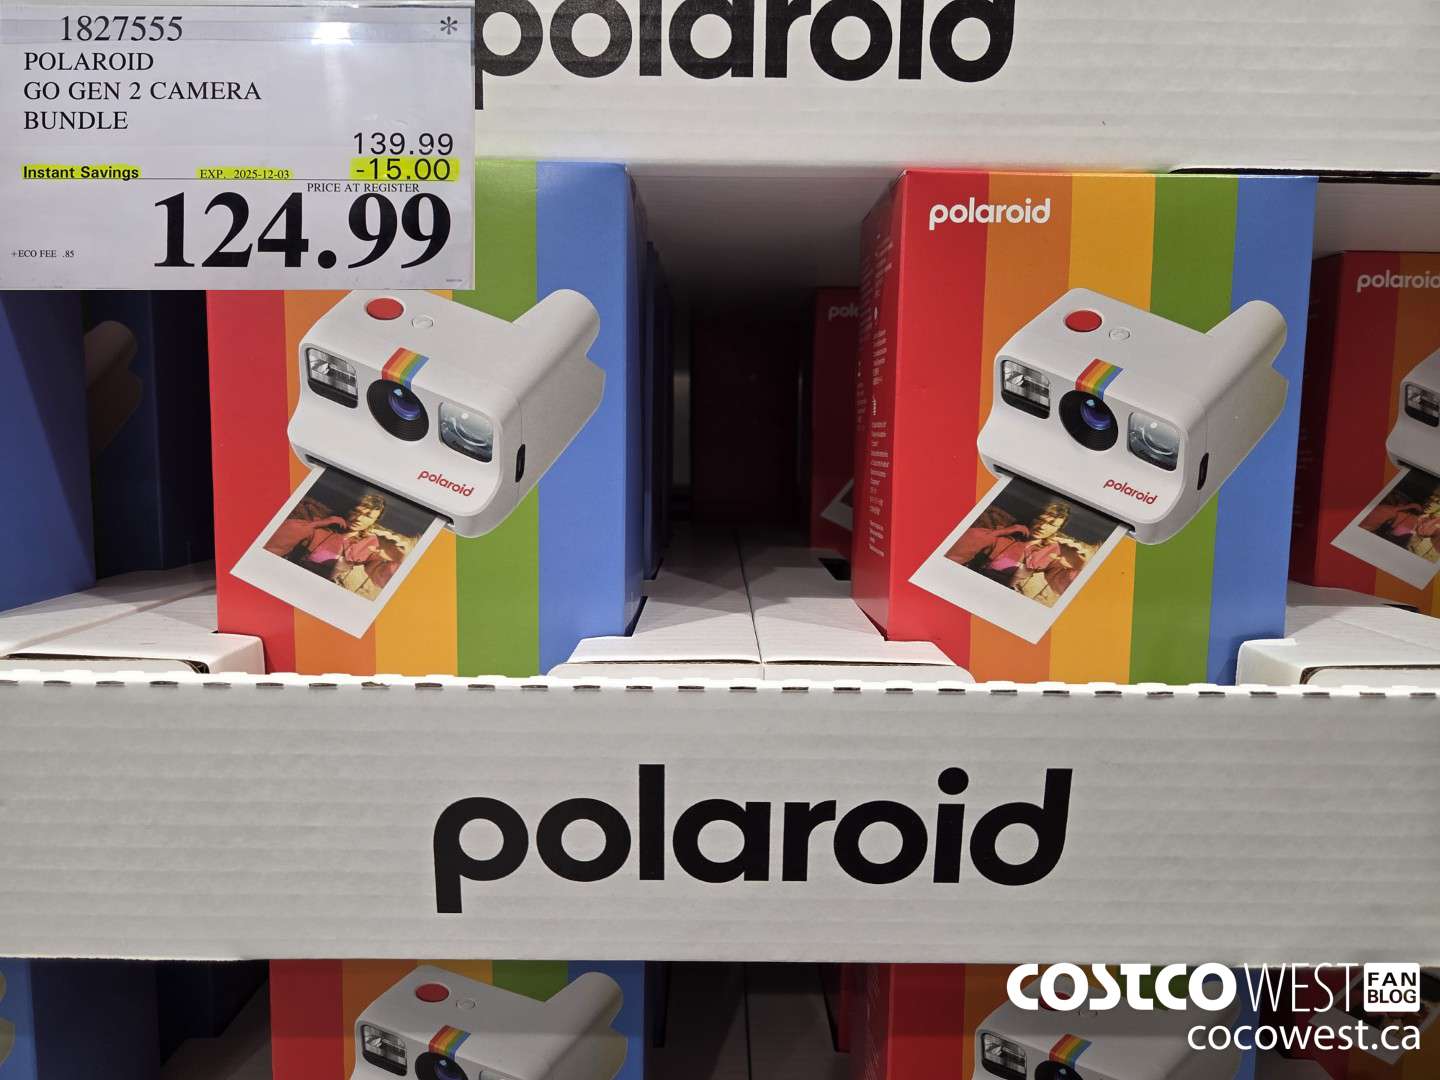 1827555 *
POLAROID
GO GEN 2 CAMERA
BUNDLE
139.99
Instant Savings EXP. 2025-12-03 -15.00
PRICE AT REGISTER
124.99
+ECO FEE .85
polaroid
polaroid
polaroid
polaroid
polaroid
polaroid
COSTCO WEST FAN BLOG
cocowest.ca